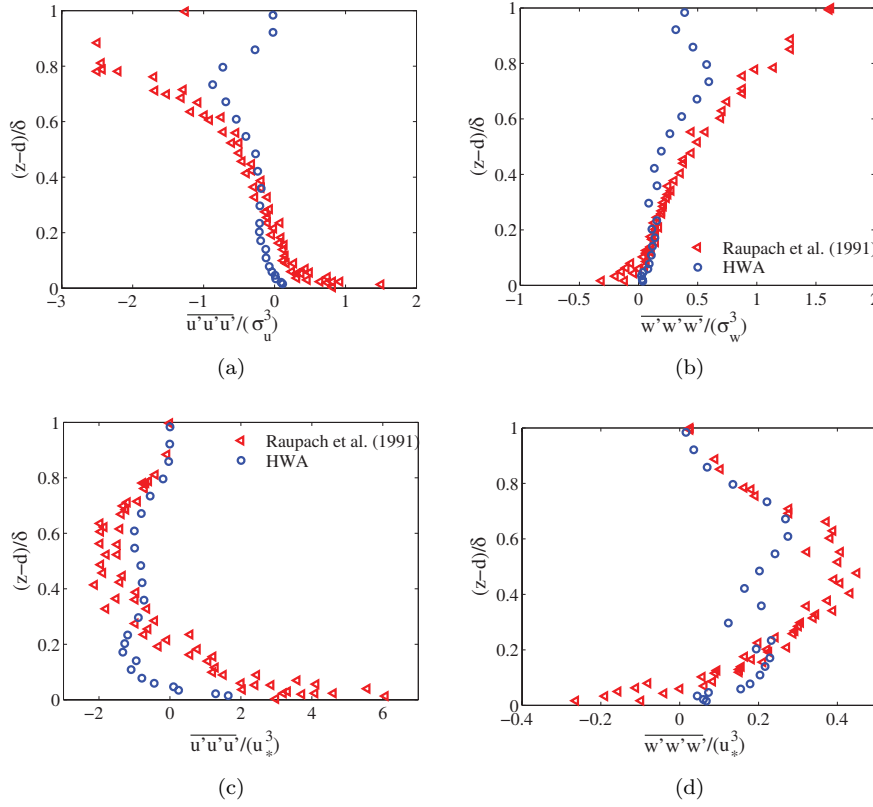 1
0.8
0.6
0.4
0.2
0
(z−d)/δ
−3 −2 −1 0 1 2
u'u'u'/(σ_u^3)
(a)
1
0.8
0.6
0.4
0.2
0
(z−d)/δ
Raupach et al. (1991)
HWA
−1 −0.5 0 0.5 1 1.5 2
w'w'w'/(σ_w^3)
(b)
1
0.8
0.6
0.4
0.2
0
(z−d)/δ
Raupach et al. (1991)
HWA
−2 0 2 4 6
u'u'u'/(u_*^3)
(c)
1
0.8
0.6
0.4
0.2
0
(z−d)/δ
−0.4 −0.2 0 0.2 0.4
w'w'w'/(u_*^3)
(d)